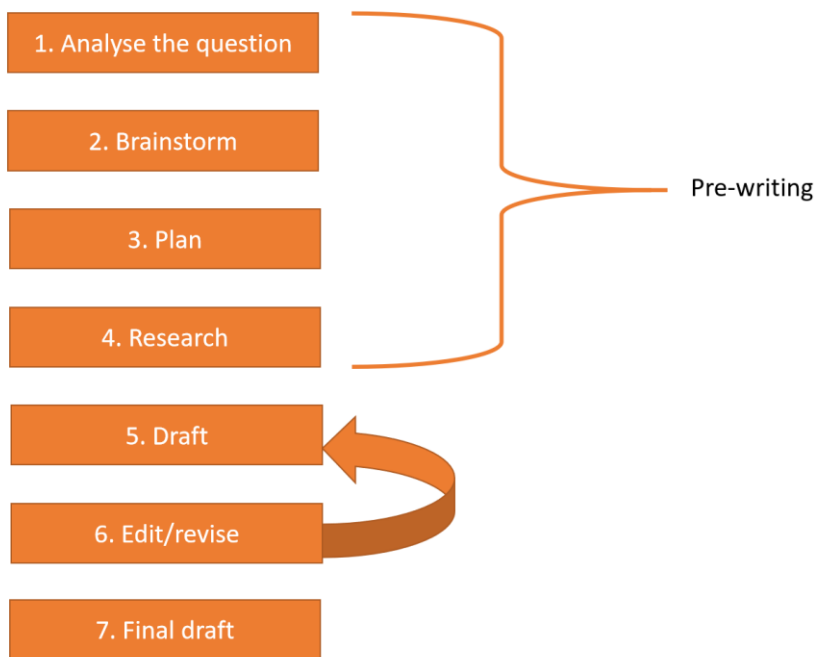 1. Analyse the question
2. Brainstorm
3. Plan
4. Research
Pre-writing
5. Draft
6. Edit/revise
7. Final draft